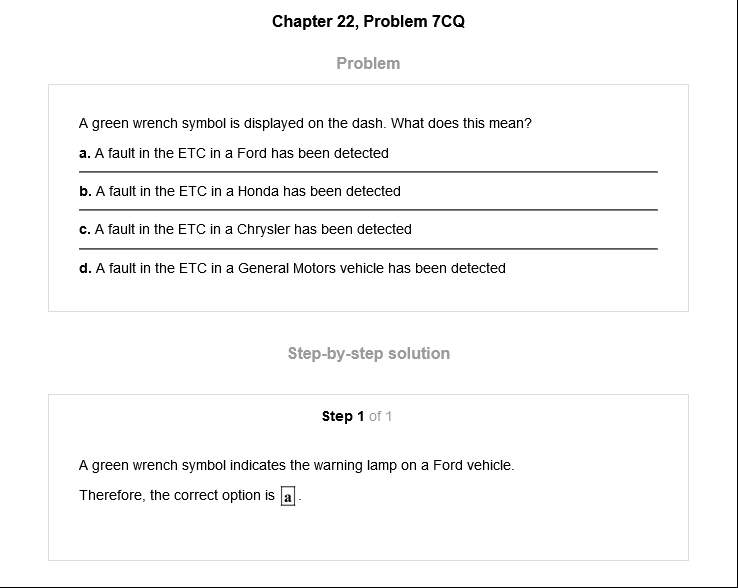 Chapter 22, Problem 7CQ
Problem
A green wrench symbol is displayed on the dash. What does this mean?
a. A fault in the ETC in a Ford has been detected
b. A fault in the ETC in a Honda has been detected
c. A fault in the ETC in a Chrysler has been detected
d. A fault in the ETC in a General Motors vehicle has been detected
Step-by-step solution
Step 1 of 1
A green wrench symbol indicates the warning lamp on a Ford vehicle.
Therefore, the correct option is a.